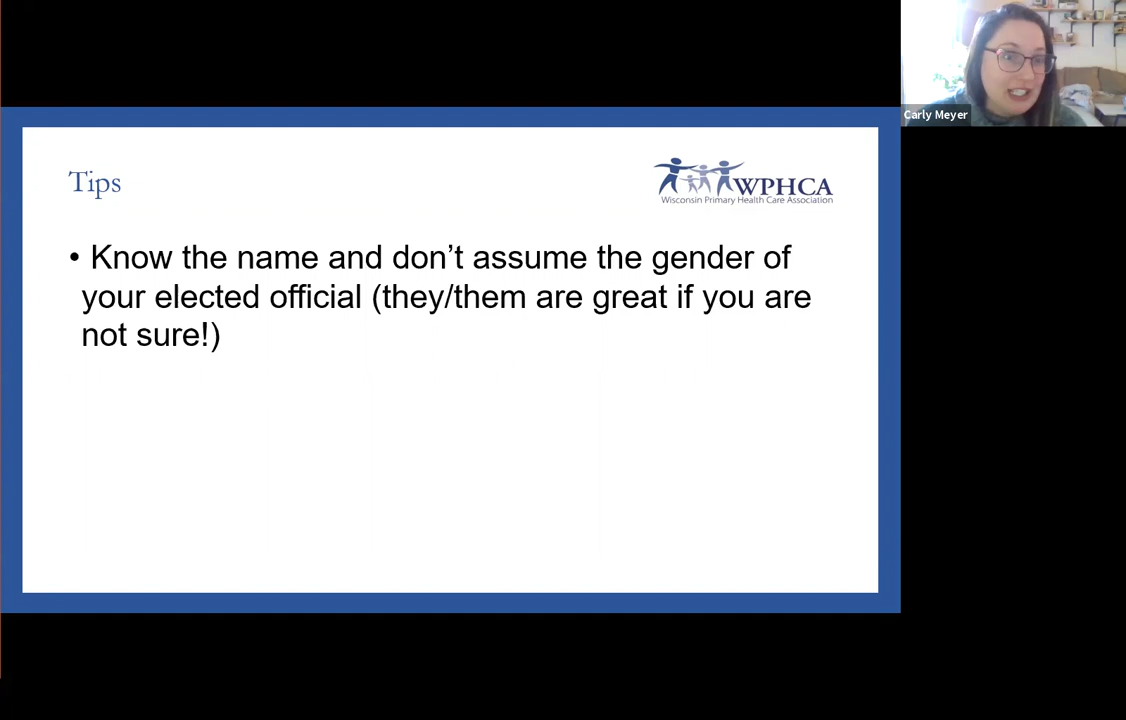 Carly Meyer
Tips
WPHCA
Wisconsin Primary Health Care Association
• Know the name and don’t assume the gender of
your elected official (they/them are great if you are
not sure!)